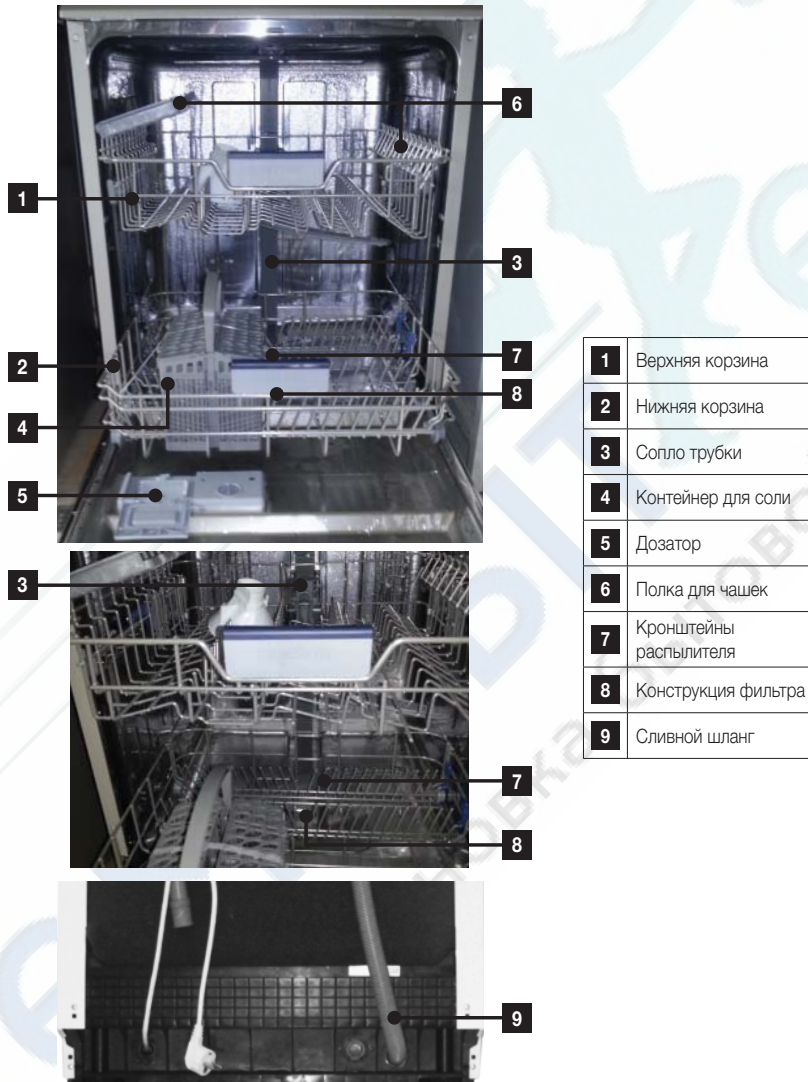 6
1
3
2
7
8
4
5
3
7
8
9
1 Верхняя корзина
2 Нижняя корзина
3 Сопло трубки
4 Контейнер для соли
5 Дозатор
6 Полка для чашек
7 Кронштейны
распылителя
8 Конструкция фильтра
9 Сливной шланг